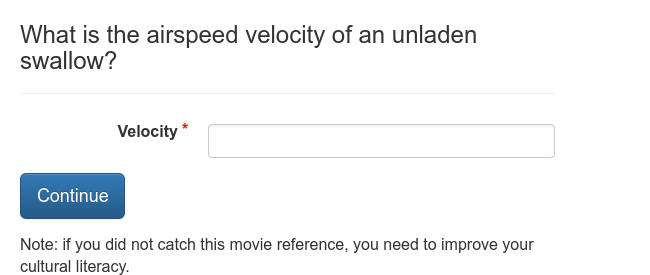 What is the airspeed velocity of an unladen
swallow?
Velocity *
Continue
Note: if you did not catch this movie reference, you need to improve your
cultural literacy.